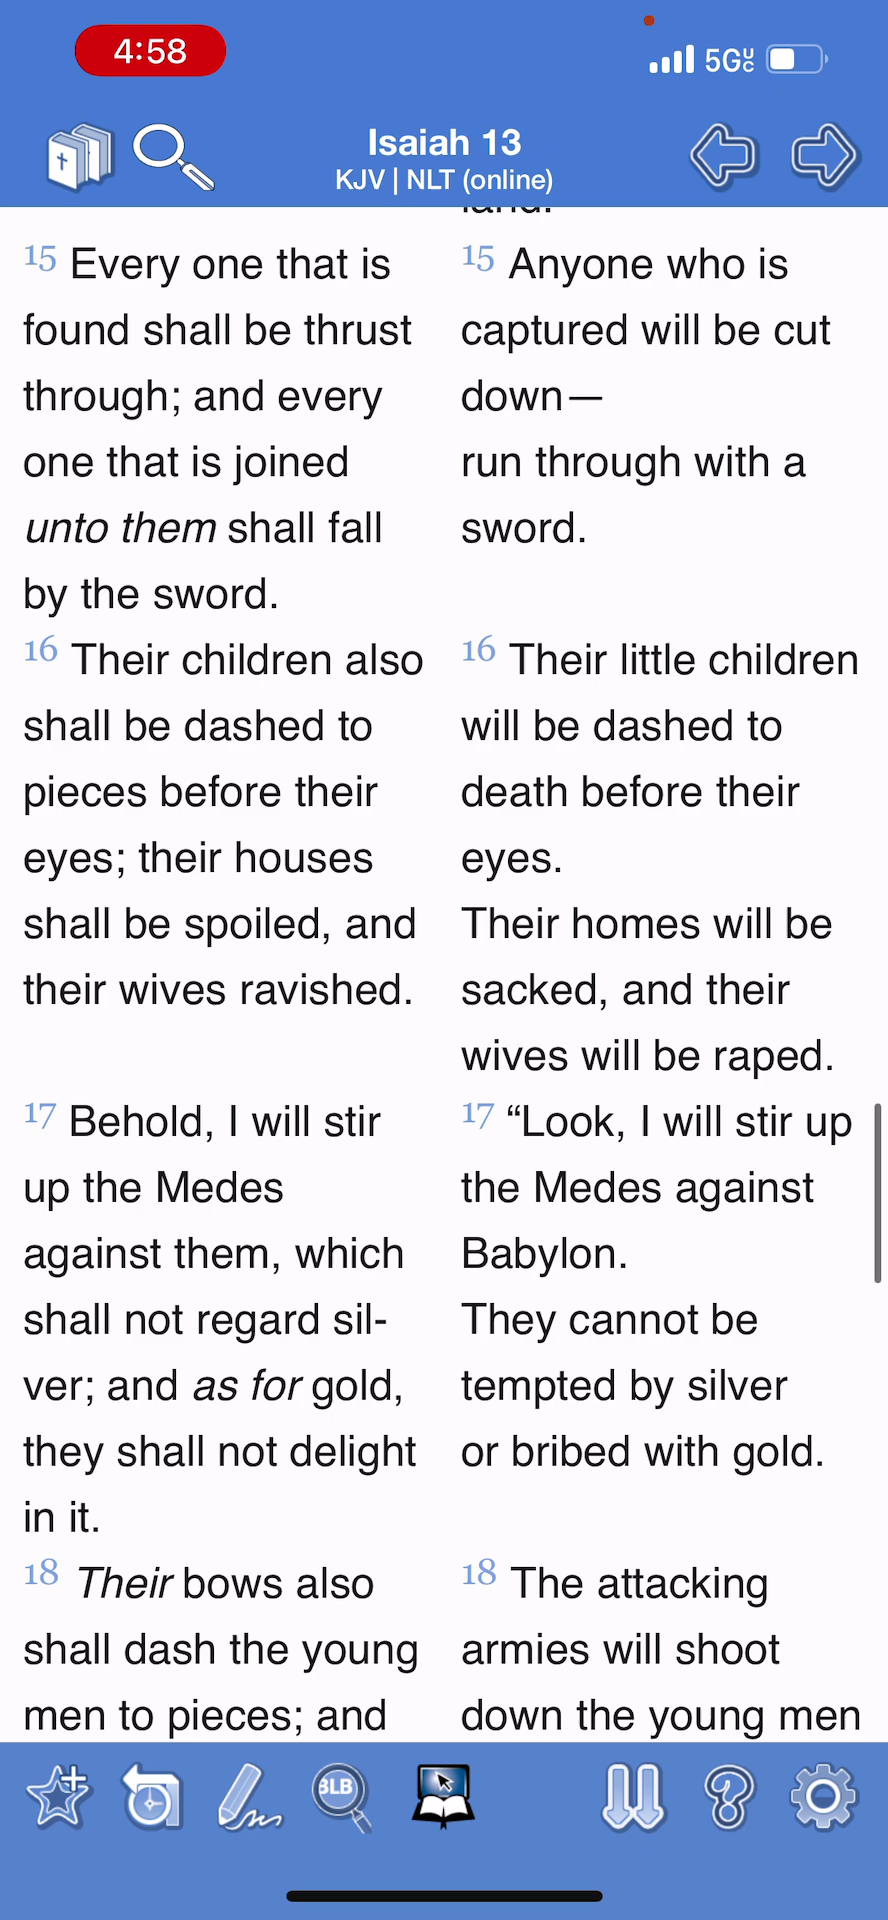 4:58
5G UC
Isaiah 13
KJV | NLT (online)
land.
15 Every one that is
found shall be thrust
through; and every
one that is joined
unto them shall fall
by the sword.
16 Their children also
shall be dashed to
pieces before their
eyes; their houses
shall be spoiled, and
their wives ravished.
17 Behold, I will stir
up the Medes
against them, which
shall not regard sil-
ver; and as for gold,
they shall not delight
in it.
18 Their bows also
shall dash the young
men to pieces; and
15 Anyone who is
captured will be cut
down—
run through with a
sword.
16 Their little children
will be dashed to
death before their
eyes.
Their homes will be
sacked, and their
wives will be raped.
17 “Look, I will stir up
the Medes against
Babylon.
They cannot be
tempted by silver
or bribed with gold.
18 The attacking
armies will shoot
down the young men
BLB